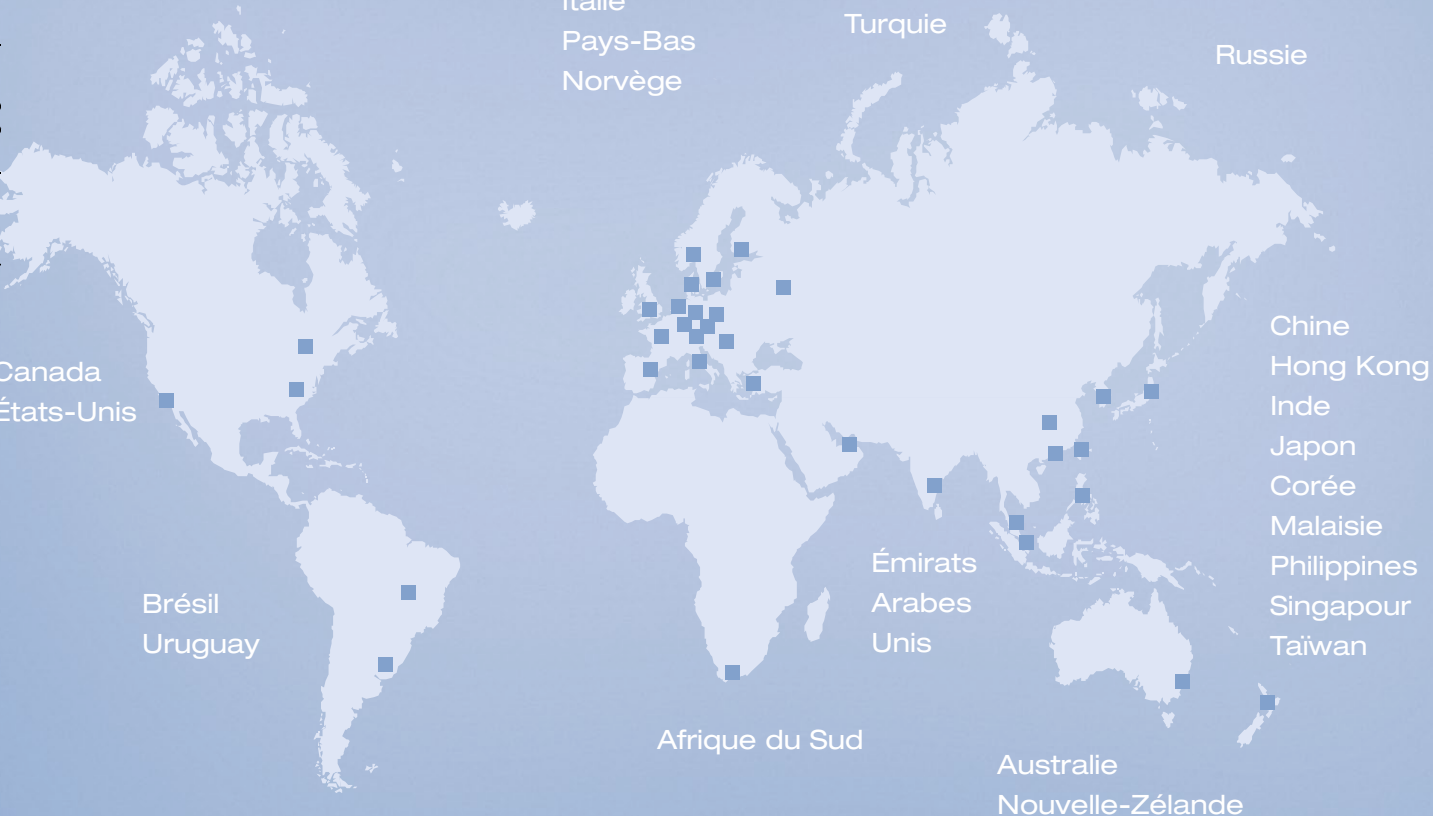 Italie
Pays-Bas
Norvège
Turquie
Russie
Canada
États-Unis
Brésil
Uruguay
Afrique du Sud
Émirats
Arabes
Unis
Chine
Hong Kong
Inde
Japon
Corée
Malaisie
Philippines
Singapour
Taïwan
Australie
Nouvelle-Zélande